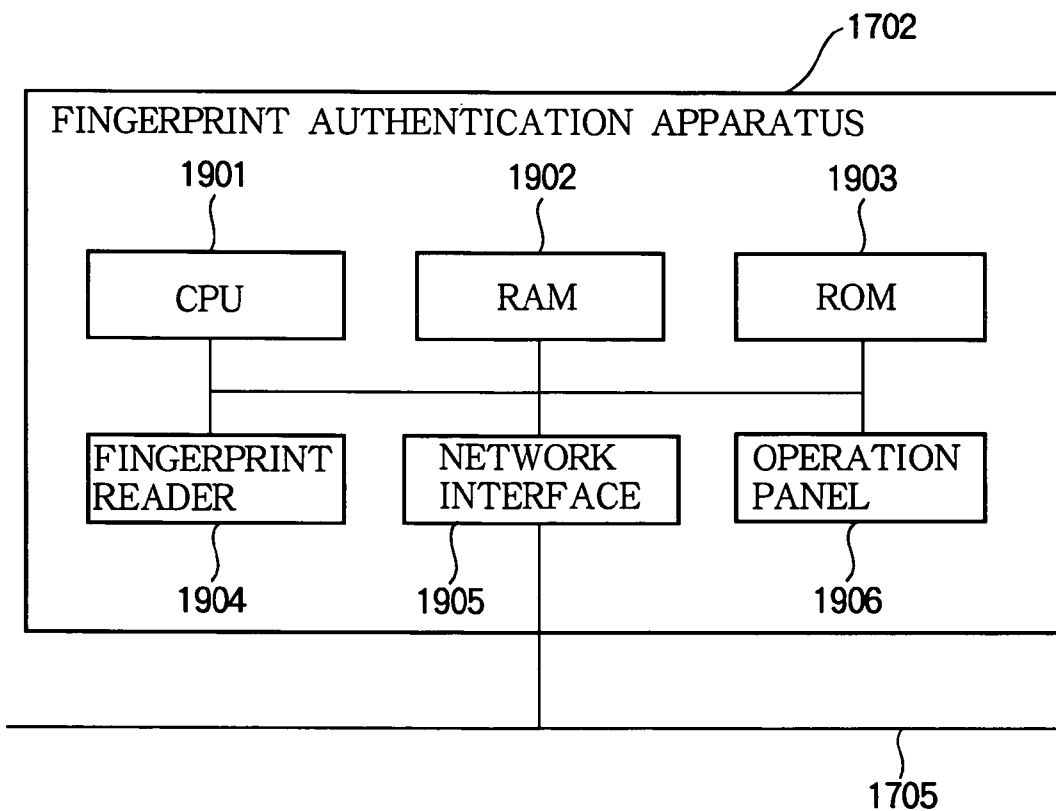 1702
FINGERPRINT AUTHENTICATION APPARATUS
1901
1902
1903
CPU
RAM
ROM
FINGERPRINT
READER
NETWORK
INTERFACE
OPERATION
PANEL
1904
1905
1906
1705